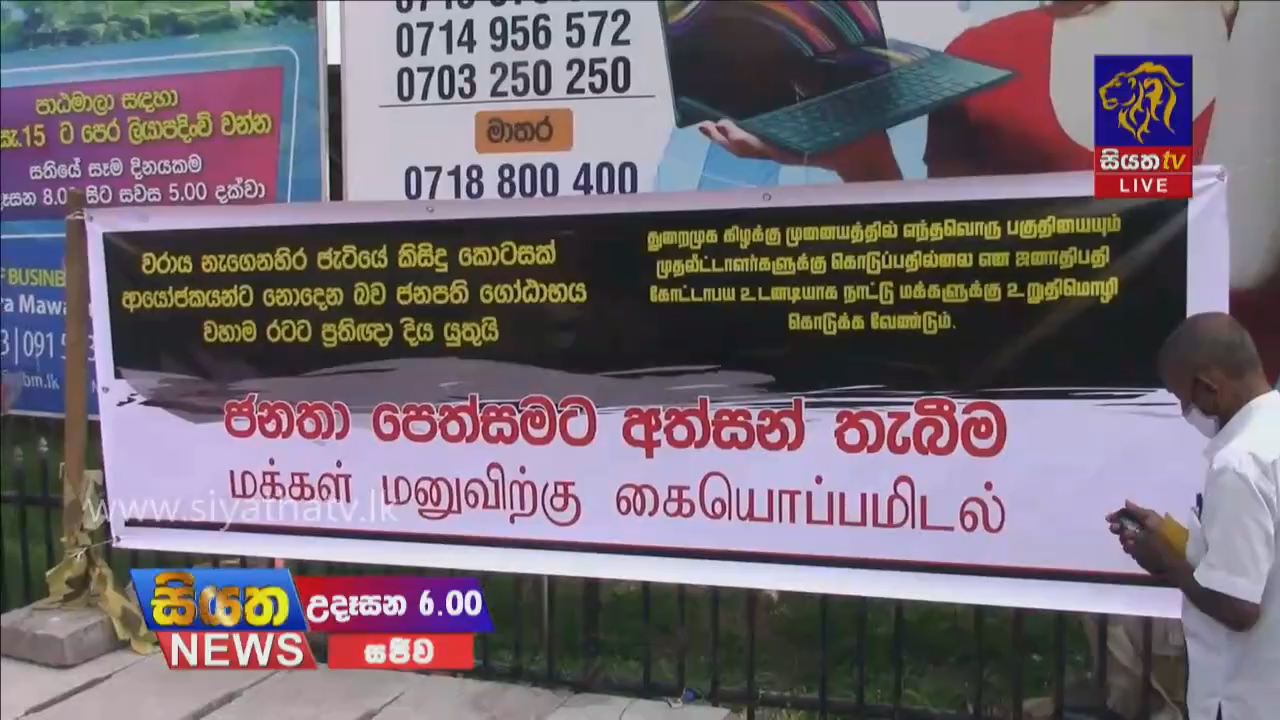 0714 956 572
0703 250 250
මාතර
0718 800 400
පාඨමාලා සඳහා
15 ට පෙර ලියාපදිංචි වන්න
සතියේ සෑම දිනයකම
8.00 සිට සවස 5.00 දක්වා
සියත tv
LIVE
වරාය නැගෙනහිර ජැටියේ කිසිදු කොටසක්
ආයෝජකයන්ට නොදෙන බව ජනපති ගෝඨාභය
වහාම රටට ප්‍රතිඥා දිය යුතුයි
துறைமுக கிழக்கு முனையத்தில் எந்தவொரு பகுதியையும்
முதலீட்டாளர்களுக்கு கொடுப்பதில்லை என ஜனாதிபதி
கோட்டாபய உடனடியாக நாட்டு மக்களுக்கு உறுதிமொழி
கொடுக்க வேண்டும்.
ජනතා පෙත්සමට අත්සන් තැබීම
மக்கள் மனுவிற்கு கையொப்பமிடல்
www.siyathatv.lk
සියත
NEWS
උදෑසන 6.00
සජීව